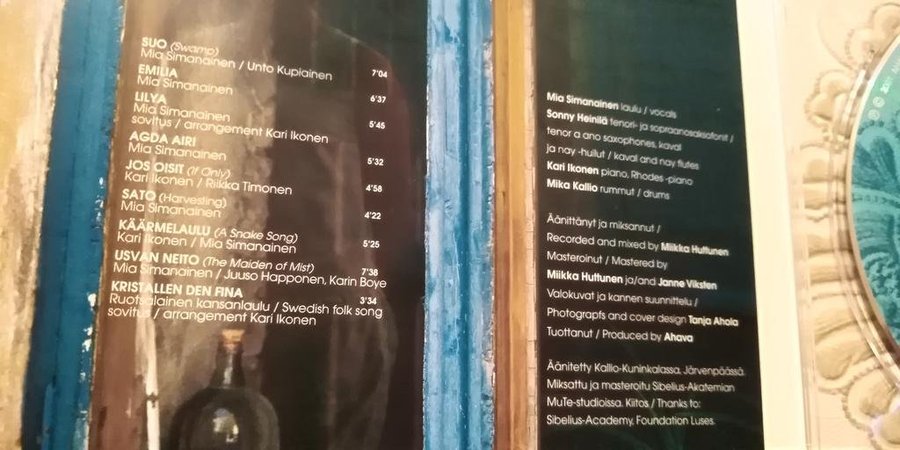 SUO (Swamp)
Mia Simanainen / Unto Kupiainen 7'04
EMILIA
Mia Simanainen 6'37
LILYA
Mia Simanainen 5'45
sovitus / arrangement Kari Ikonen
AGDA AIRI
Mia Simanainen 5'32
JOS OISIT (If Only)
Kari Ikonen / Riikka Timonen 4'58
SATO (Harvesting)
Mia Simanainen 4'22
KÄÄRMELAULU (A Snake Song)
Kari Ikonen / Mia Simanainen 5'25
USVAN NEITO (The Maiden of Mist)
Mia Simanainen / Juuso Happonen, Karin Boye 7'38
KRISTALLEN DEN FINA 3'34
Ruotsalainen kansanlaulu / Swedish folk song
sovitus / arrangement Kari Ikonen
Mia Simanainen laulu / vocals
Sonny Heinilä tenori- ja sopraanosaksofonit /
tenor a ano saxophones, kaval
ja nay -huilut / kaval and nay flutes
Kari Ikonen piano, Rhodes -piano
Mika Kallio rummut / drums
Äänittänyt ja miksannut /
Recorded and mixed by Miikka Huttunen
Masteroinut / Mastered by
Miikka Huttunen ja/and Janne Viksten
Valokuvat ja kannen suunnittelu /
Photograpfs and cover design Tanja Ahola
Tuottanut / Produced by Ahava
Äänitetty Kallio-Kuninkalassa, Järvenpäässä.
Miksattu ja masteroitu Sibelius-Akatemian
MuTe-studioissa. Kiitos / Thanks to:
Sibelius-Academy, Foundation Luses.